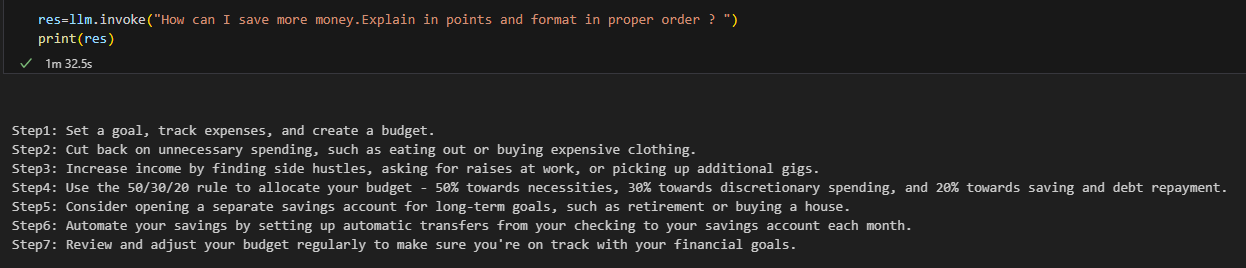 res=llm.invoke("How can I save more money.Explain in points and format in proper order ? ")
print(res)
1m 32.5s
Step1: Set a goal, track expenses, and create a budget.
Step2: Cut back on unnecessary spending, such as eating out or buying expensive clothing.
Step3: Increase income by finding side hustles, asking for raises at work, or picking up additional gigs.
Step4: Use the 50/30/20 rule to allocate your budget - 50% towards necessities, 30% towards discretionary spending, and 20% towards saving and debt repayment.
Step5: Consider opening a separate savings account for long-term goals, such as retirement or buying a house.
Step6: Automate your savings by setting up automatic transfers from your checking to your savings account each month.
Step7: Review and adjust your budget regularly to make sure you're on track with your financial goals.